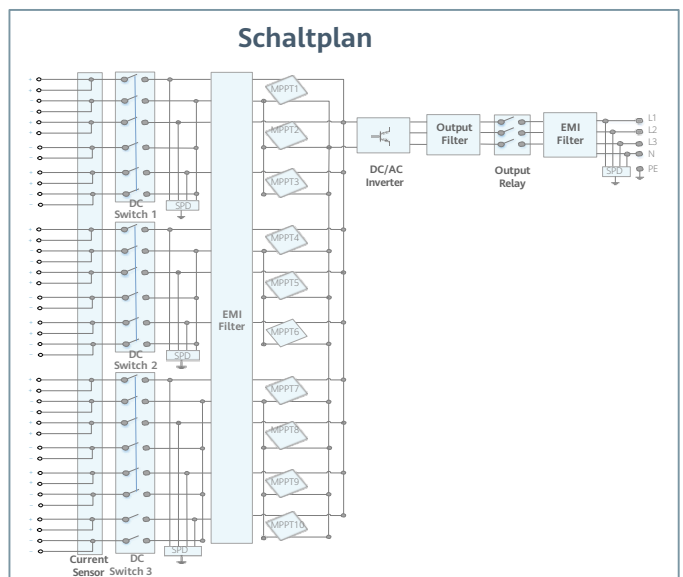 Schaltplan
MPPT1
MPPT2
MPPT3
DC
Switch 1
SPD
MPPT4
MPPT5
MPPT6
DC
Switch 2
SPD
EMI
Filter
MPPT7
MPPT8
MPPT9
MPPT10
Current
Sensor
DC
Switch 3
SPD
DC/AC
Inverter
Output
Filter
Output
Relay
EMI
Filter
SPD
L1
L2
L3
N
PE